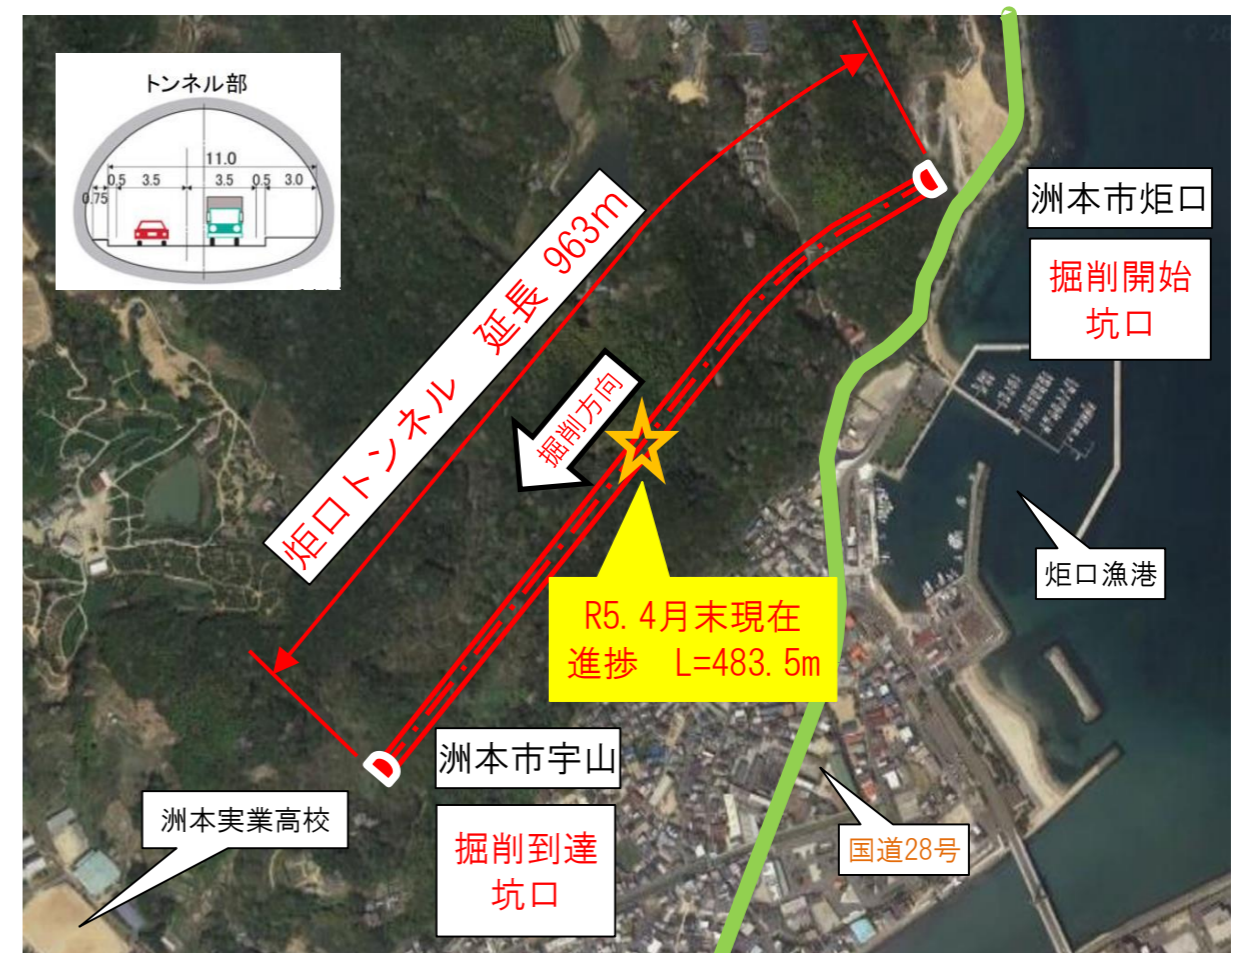 トンネル部
11.0
0.5 3.5 3.5 0.5 3.0
0.75
炬口トンネル 延長 963m
掘削方向
洲本市炬口
掘削開始
坑口
炬口漁港
R5.4月末現在
進捗 L=483.5m
洲本市宇山
掘削到達
坑口
洲本実業高校
国道28号